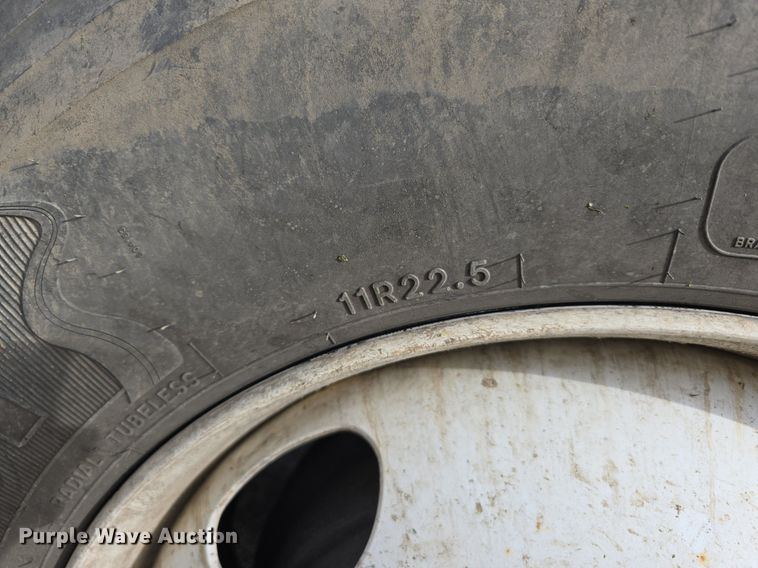 11R22.5
RADIAL TUBELESS
Purple Wave Auction